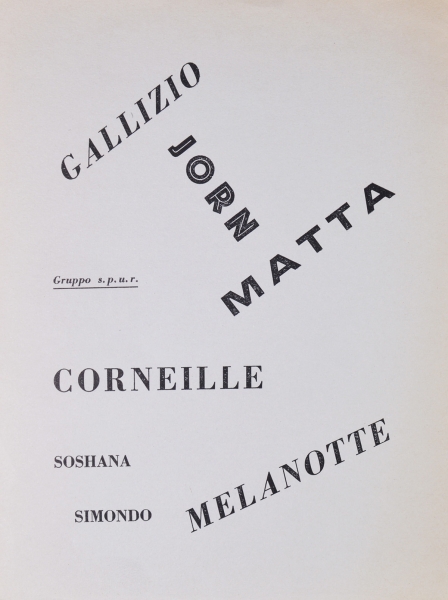 GALLIZIO
JORN
MATTA
Gruppo s.p.u.r.
CORNEILLE
SOSHANA
MELANOTTE
SIMONDO